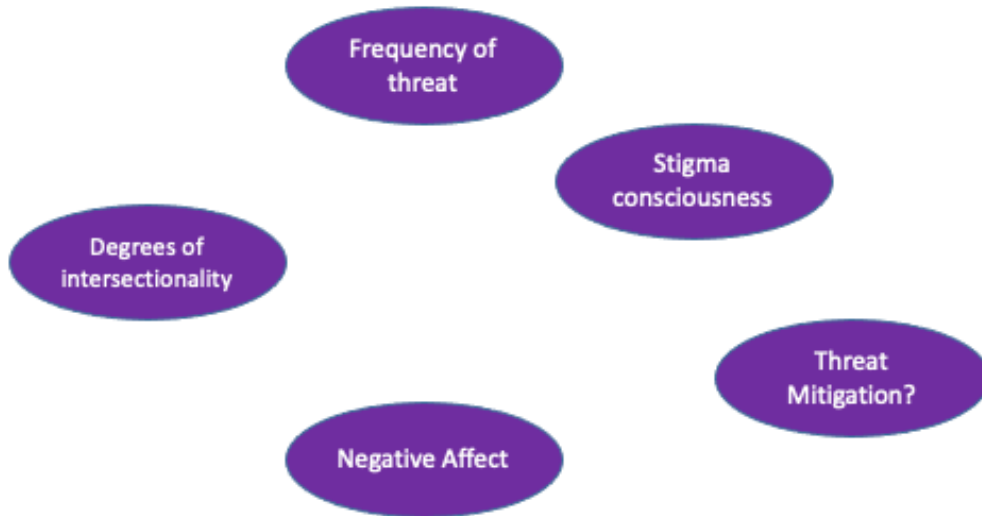 Frequency of
threat
Stigma
consciousness
Degrees of
intersectionality
Threat
Mitigation?
Negative Affect